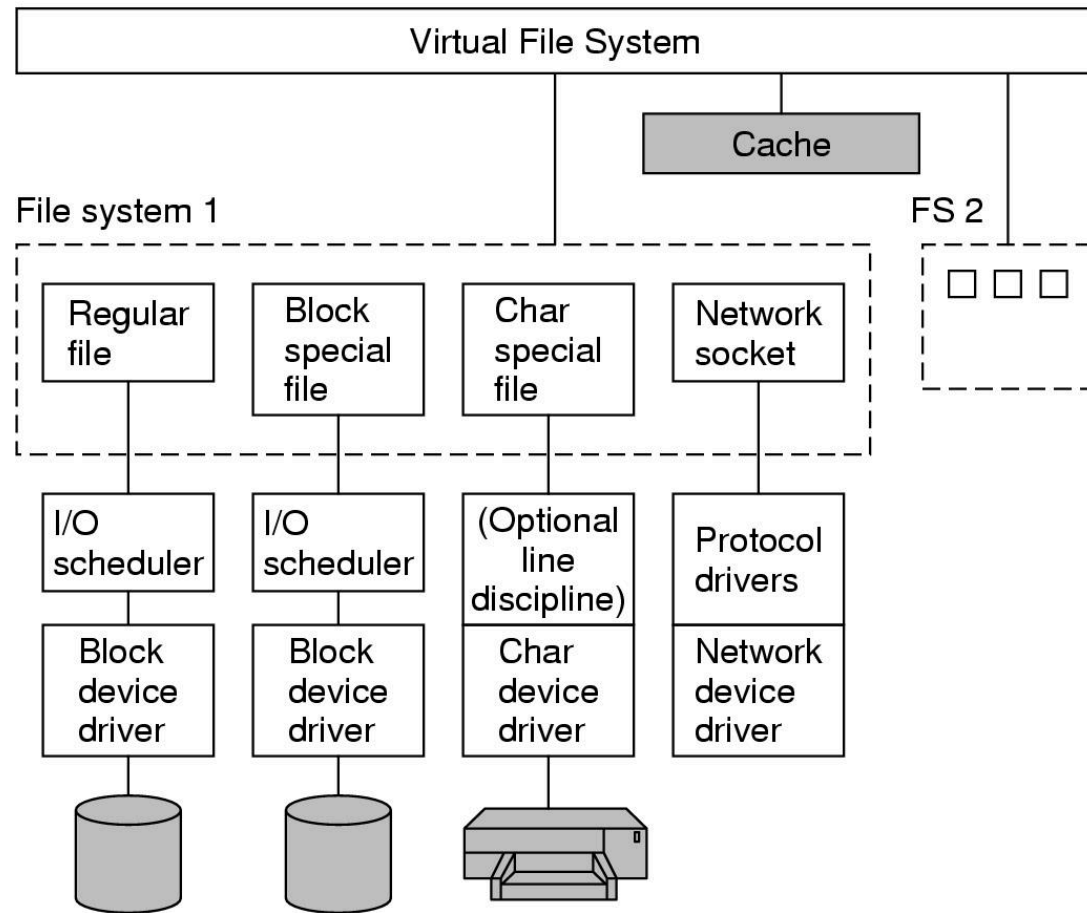 Virtual File System
Cache
File system 1
FS 2
Regular
file
Block
special
file
Char
special
file
Network
socket
I/O
scheduler
I/O
scheduler
(Optional
line
discipline)
Protocol
drivers
Block
device
driver
Block
device
driver
Char
device
driver
Network
device
driver